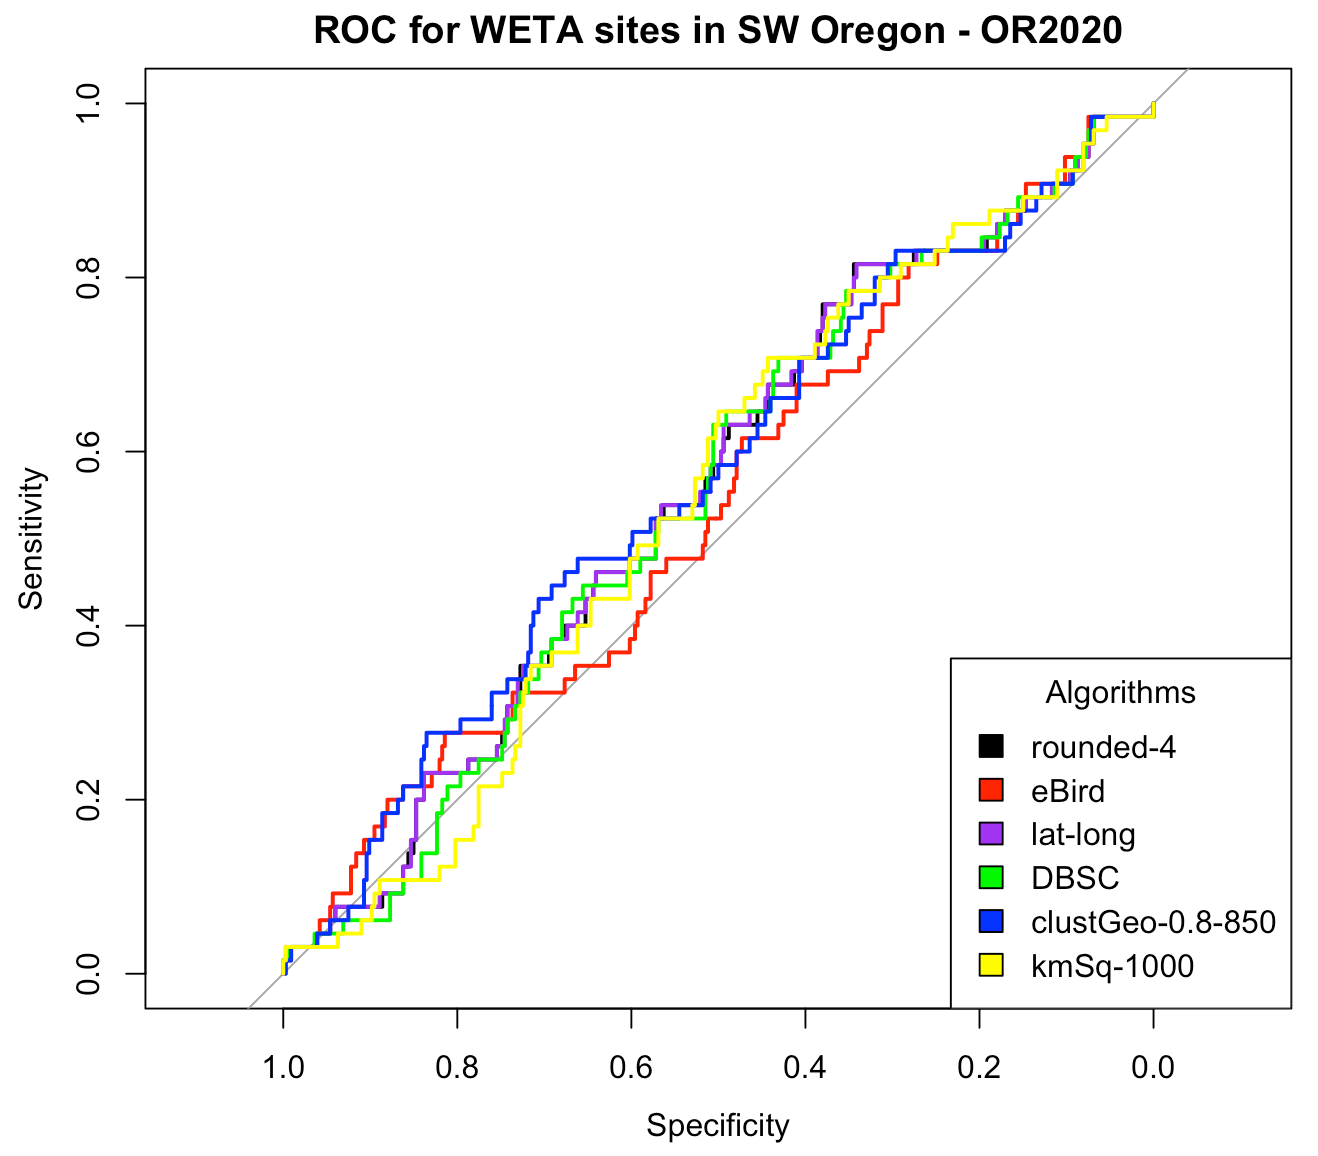 ROC for WETA sites in SW Oregon - OR2020
Sensitivity
1.0
0.8
0.6
0.4
0.2
0.0
Algorithms
rounded-4
eBird
lat-long
DBSC
clustGeo-0.8-850
kmSq-1000
1.0 0.8 0.6 0.4 0.2 0.0
Specificity